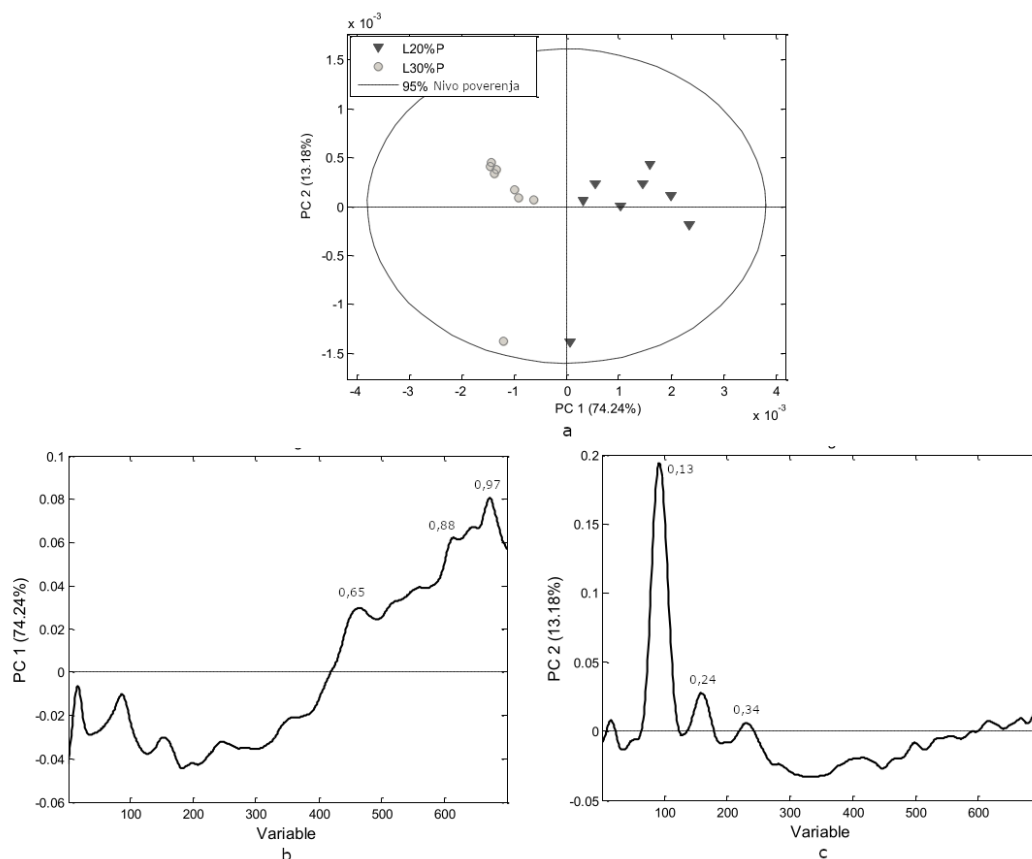 x 10⁻³
L20%P
L30%P
95% Nivo poverenja
1.5
1
0.5
0
-0.5
-1
-1.5
PC 2 (13.18%)
-4 -3 -2 -1 0 1 2 3 4
PC 1 (74.24%)
x 10⁻³
a
0.1
0.08
0.06
0.04
0.02
0
-0.02
-0.04
-0.06
PC 1 (74.24%)
0,65
0,88
0,97
100 200 300 400 500 600
Variable
b
0.2
0.15
0.1
0.05
0
-0.05
PC 2 (13.18%)
0,13
0,24
0,34
100 200 300 400 500 600
Variable
c